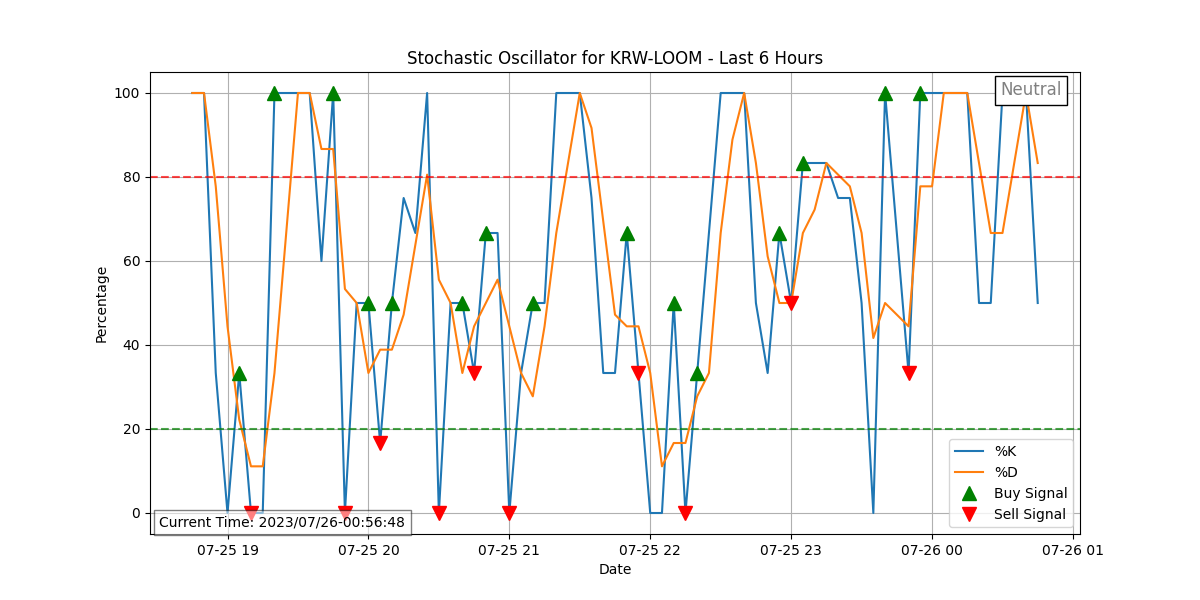 Stochastic Oscillator for KRW-LOOM - Last 6 Hours
Neutral
100
80
60
40
20
0
Percentage
%K
%D
Buy Signal
Sell Signal
Current Time: 2023/07/26-00:56:48
07-25 19
07-25 20
07-25 21
07-25 22
07-25 23
07-26 00
07-26 01
Date